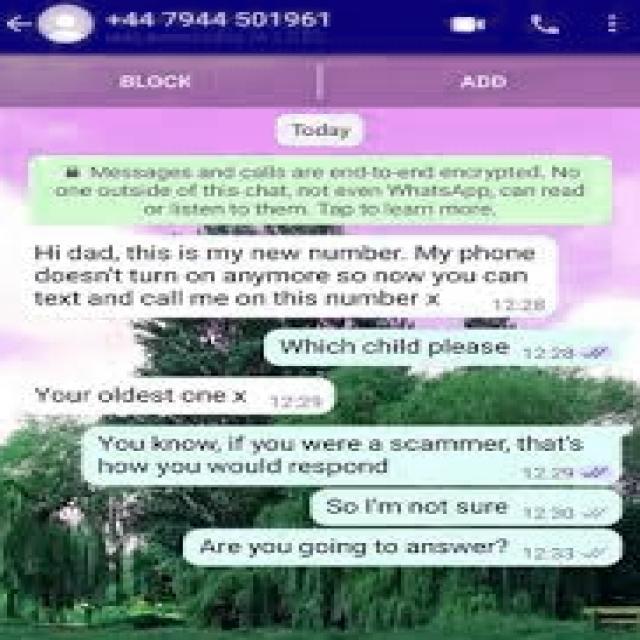 +44 7944 501961
BLOCK
ADD
Today
Messages and calls are end-to-end encrypted. No
one outside of this chat, not even WhatsApp, can read
or listen to them. Tap to learn more.
Hi dad, this is my new number. My phone
doesn't turn on anymore so now you can
text and call me on this number x 12:28
Which child please 12:28
Your oldest one x 12:29
You know, if you were a scammer, that's
how you would respond 12:29
So I'm not sure 12:30
Are you going to answer? 12:33